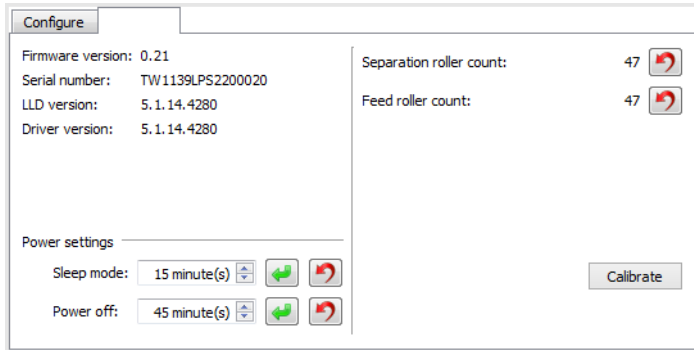 Configure
Firmware version: 0.21
Serial number: TW1139LPS2200020
LLD version: 5.1.14.4280
Driver version: 5.1.14.4280
Power settings
Sleep mode: 15 minute(s)
Power off: 45 minute(s)
Separation roller count: 47
Feed roller count: 47
Calibrate